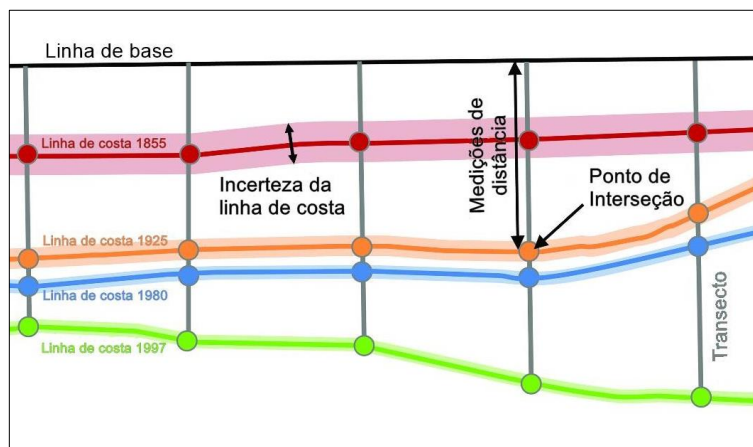 Linha de base
Linha de costa 1855
Incerteza da
linha de costa
Medições de
distância
Ponto de
Interseção
Linha de costa 1925
Linha de costa 1980
Linha de costa 1997
Transecto